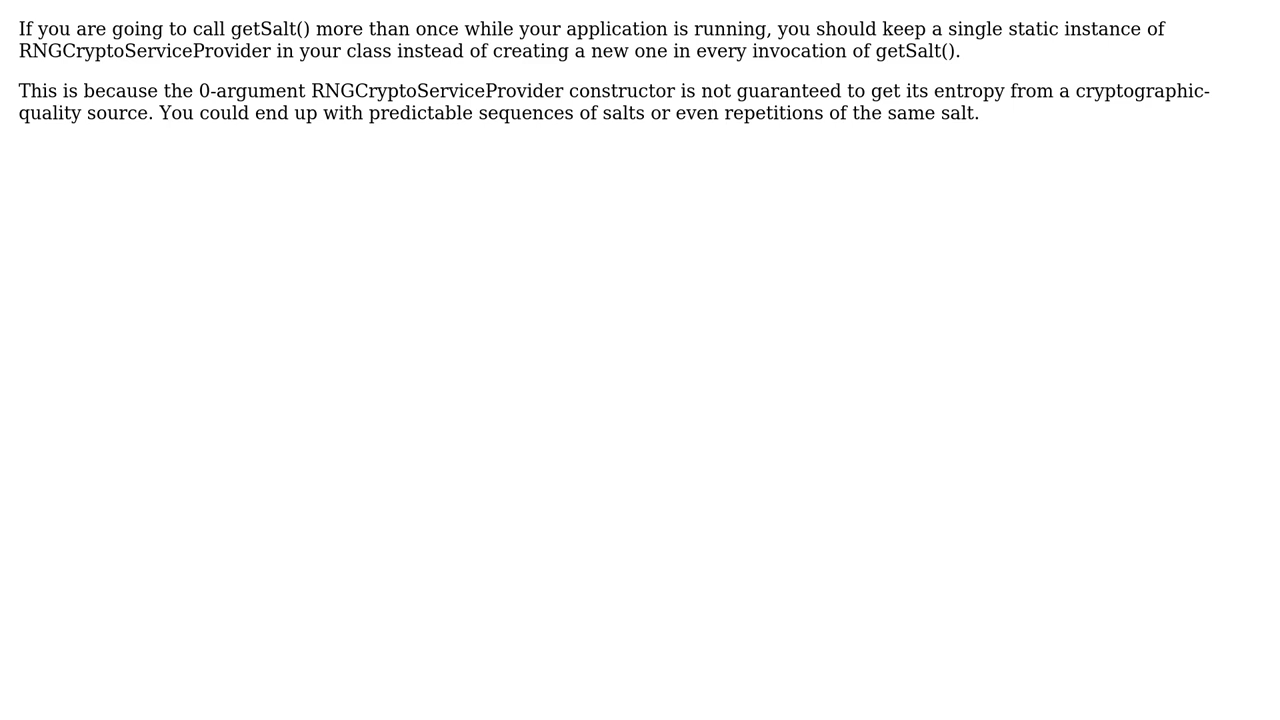 If you are going to call getSalt() more than once while your application is running, you should keep a single static instance of
RNGCryptoServiceProvider in your class instead of creating a new one in every invocation of getSalt().
This is because the 0-argument RNGCryptoServiceProvider constructor is not guaranteed to get its entropy from a cryptographic-
quality source. You could end up with predictable sequences of salts or even repetitions of the same salt.